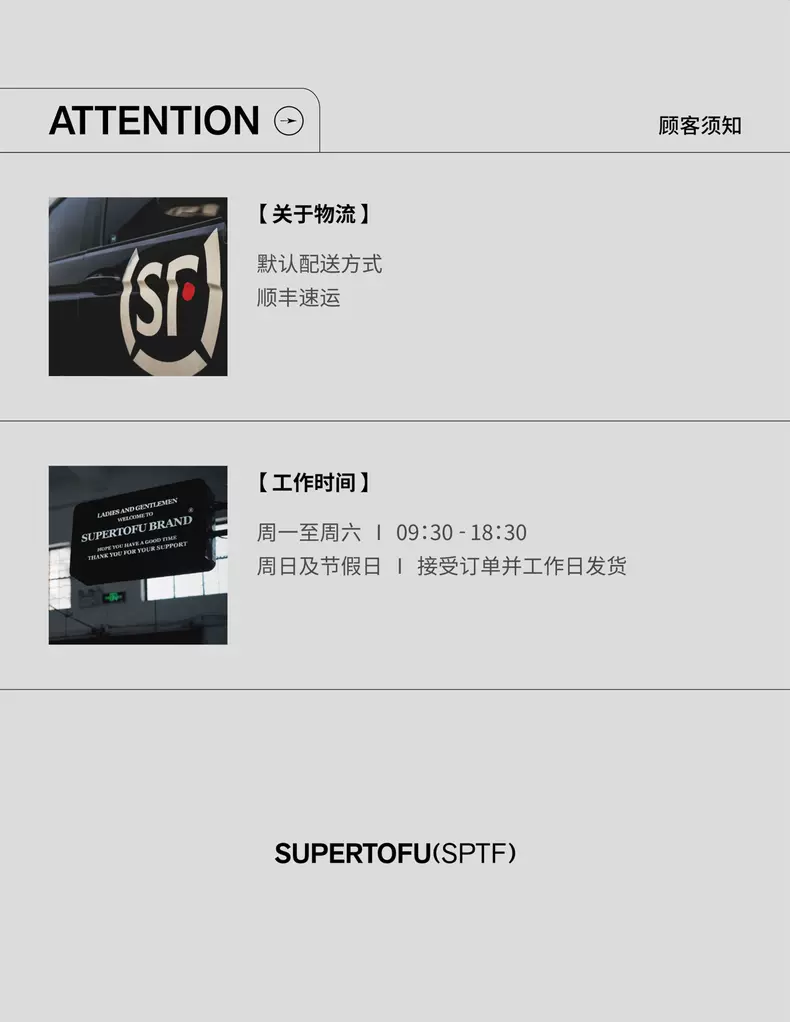 ATTENTION
顾客须知
SF
【关于物流】
默认配送方式
顺丰速运
LADIES AND GENTLEMEN
WELCOME TO
SUPERTOFU BRAND®
HOPE YOU HAVE A GOOD TIME
THANK YOU FOR YOUR SUPPORT
【工作时间】
周一至周六 I 09:30 - 18:30
周日及节假日 I 接受订单并工作日发货
SUPERTOFU(SPTF)